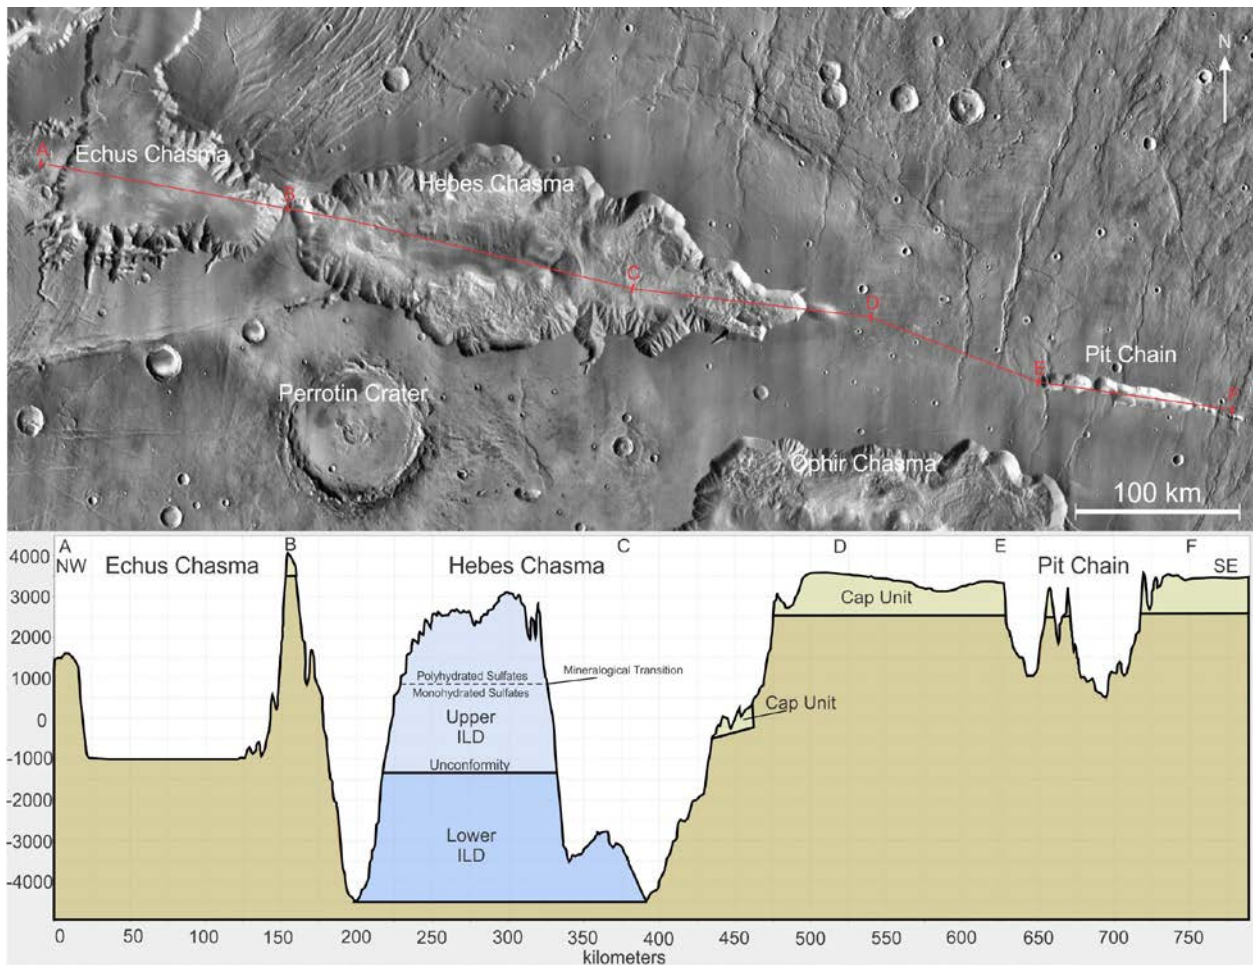 N
A
Echus Chasma
B
Hebes Chasma
C
D
E
Pit Chain
F
Perrotin Crater
Ophir Chasma
100 km
A
B
C
D
E
F
NW
Echus Chasma
Hebes Chasma
Pit Chain
SE
4000
3000
2000
1000
0
-1000
-2000
-3000
-4000
Cap Unit
Polyhydrated Sulfates
Mineralogical Transition
Monohydrated Sulfates
Upper
ILD
Cap Unit
Unconformity
Lower
ILD
0 50 100 150 200 250 300 350 400 450 500 550 600 650 700 750
kilometers